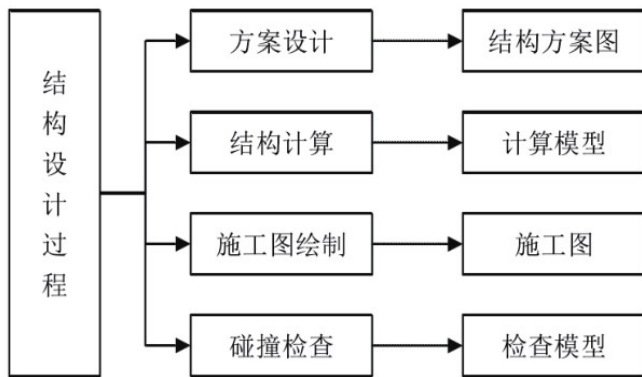 结构设计过程
方案设计
结构方案图
结构计算
计算模型
施工图绘制
施工图
碰撞检查
检查模型